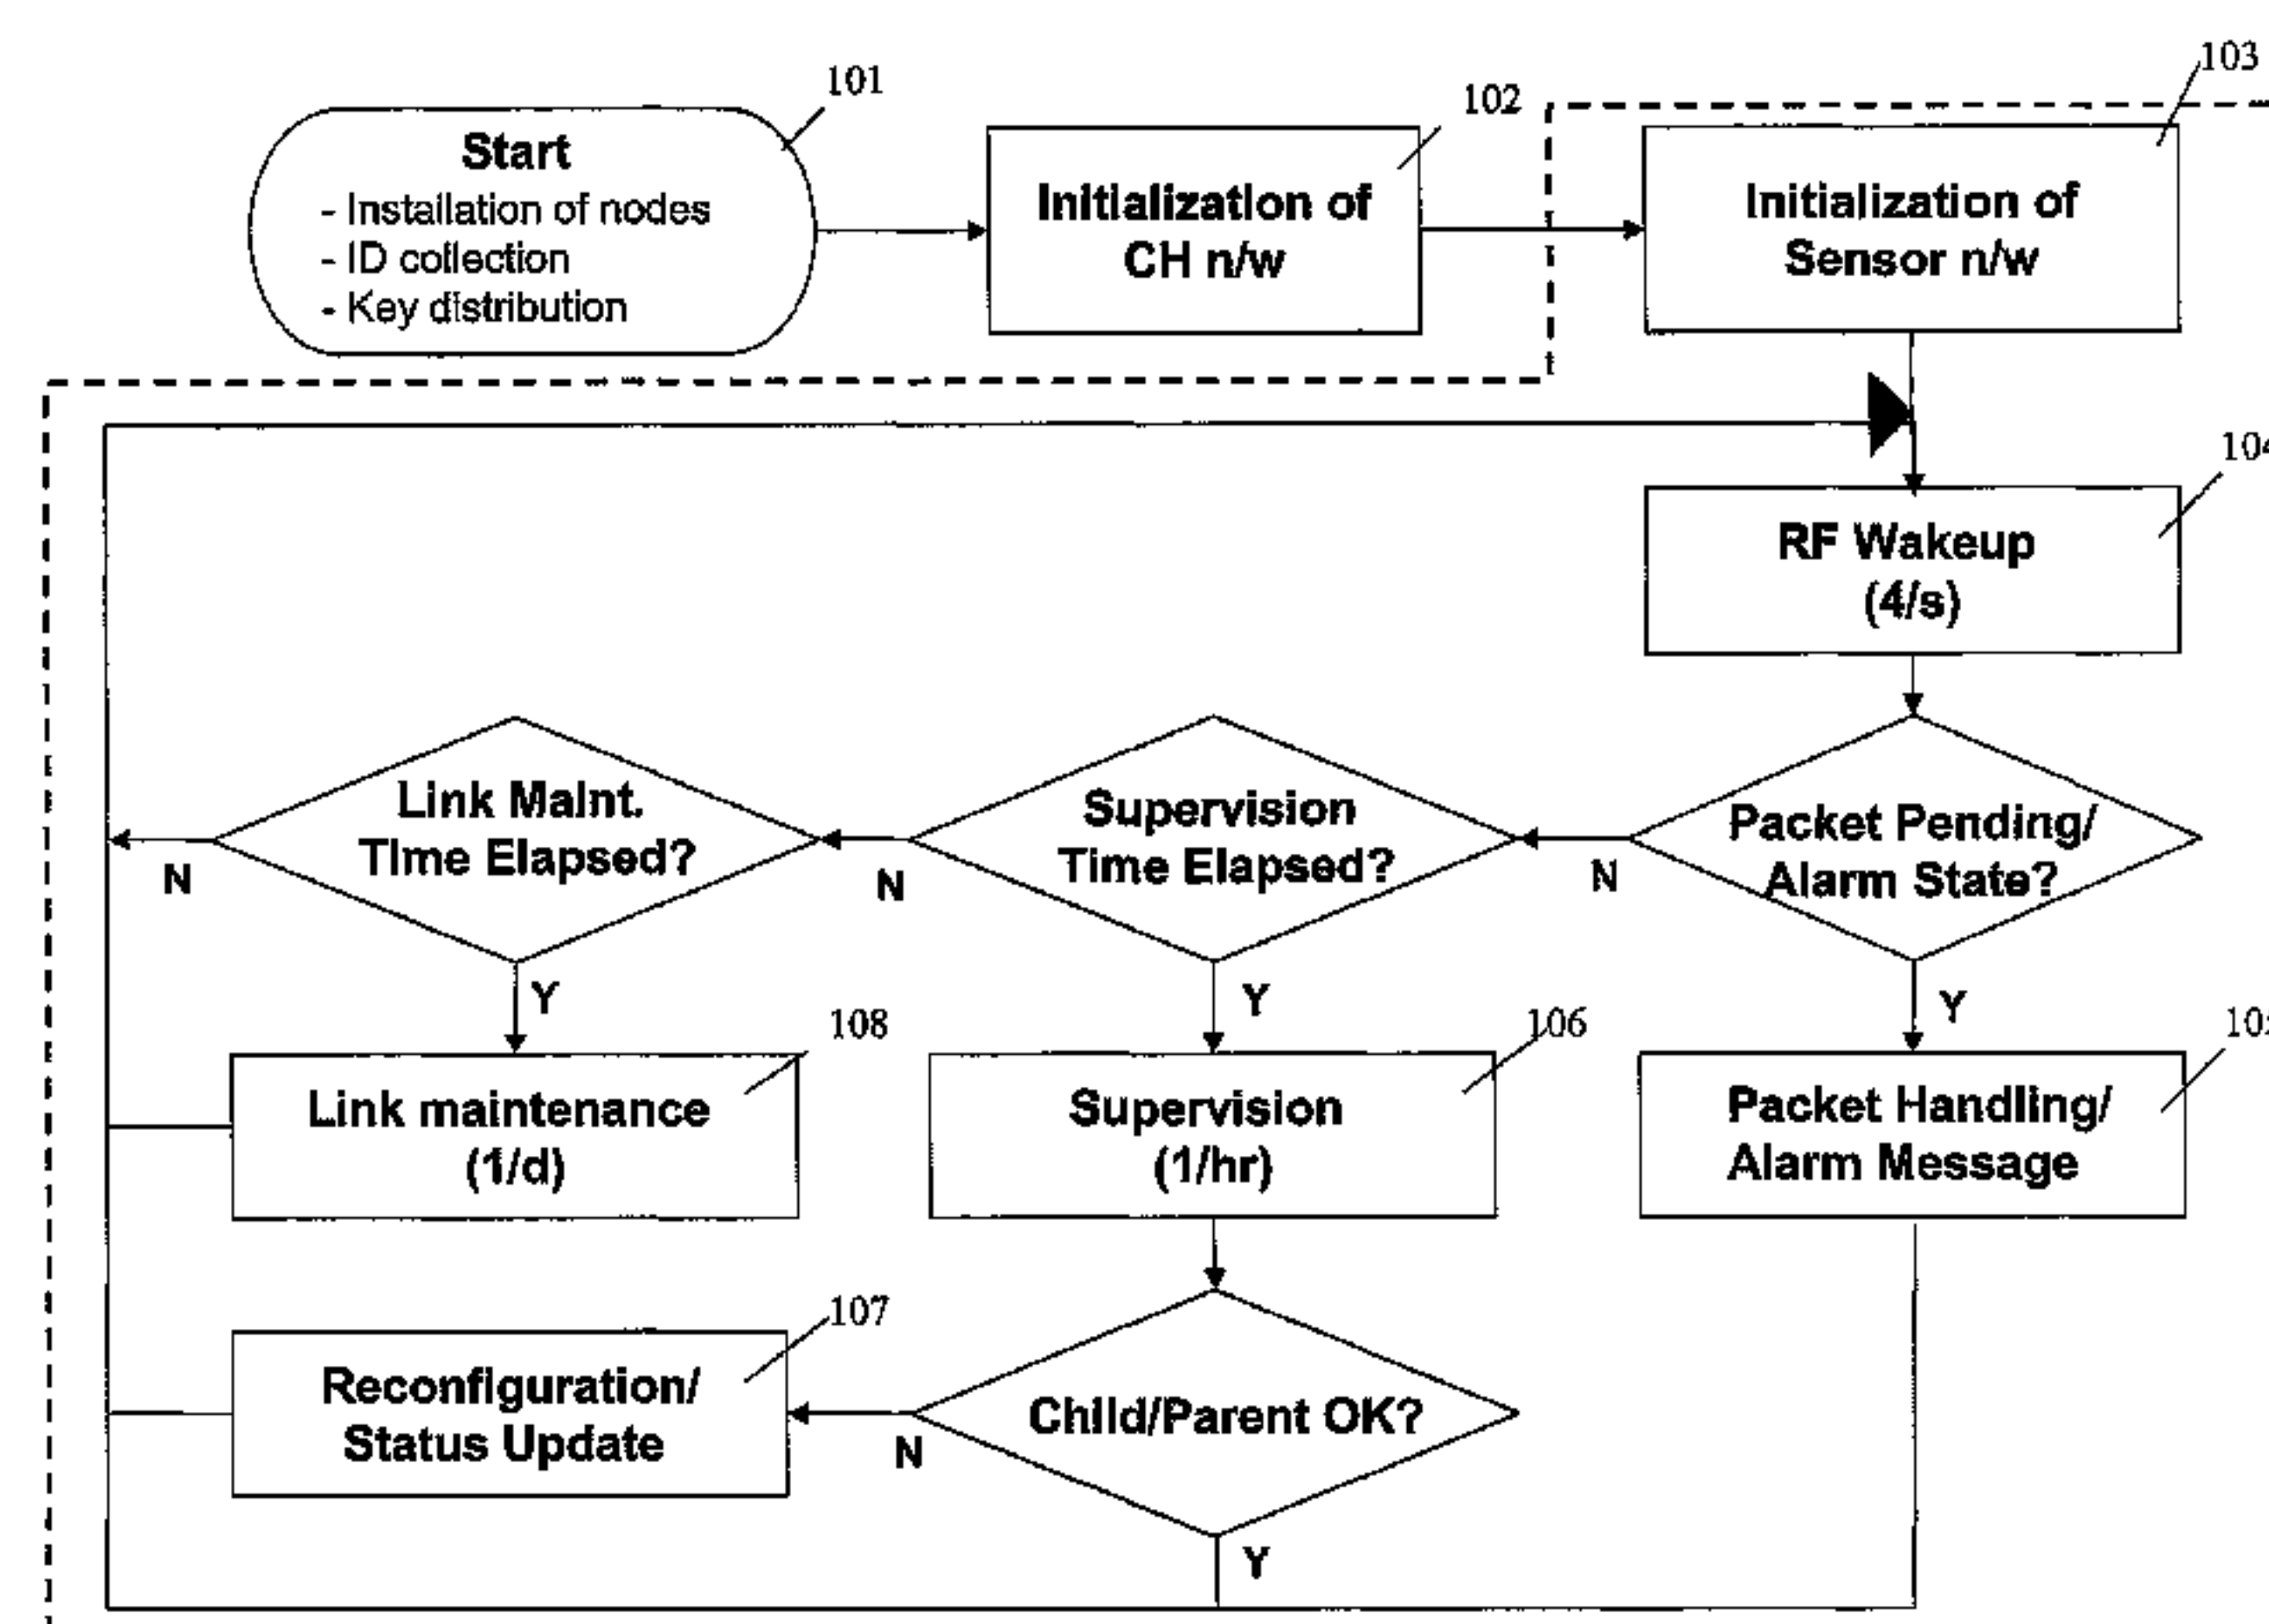 101
102
103
Start
- Installation of nodes
- ID collection
- Key distribution
Initialization of
CH n/w
Initialization of
Sensor n/w
104
RF Wakeup
(4/s)
Link Maint.
Time Elapsed?
Supervision
Time Elapsed?
Packet Pending/
Alarm State?
N
N
N
Y
Y
Y
108
106
Link maintenance
(1/d)
Supervision
(1/hr)
Packet Handling/
Alarm Message
107
Reconfiguration/
Status Update
Child/Parent OK?
N
Y